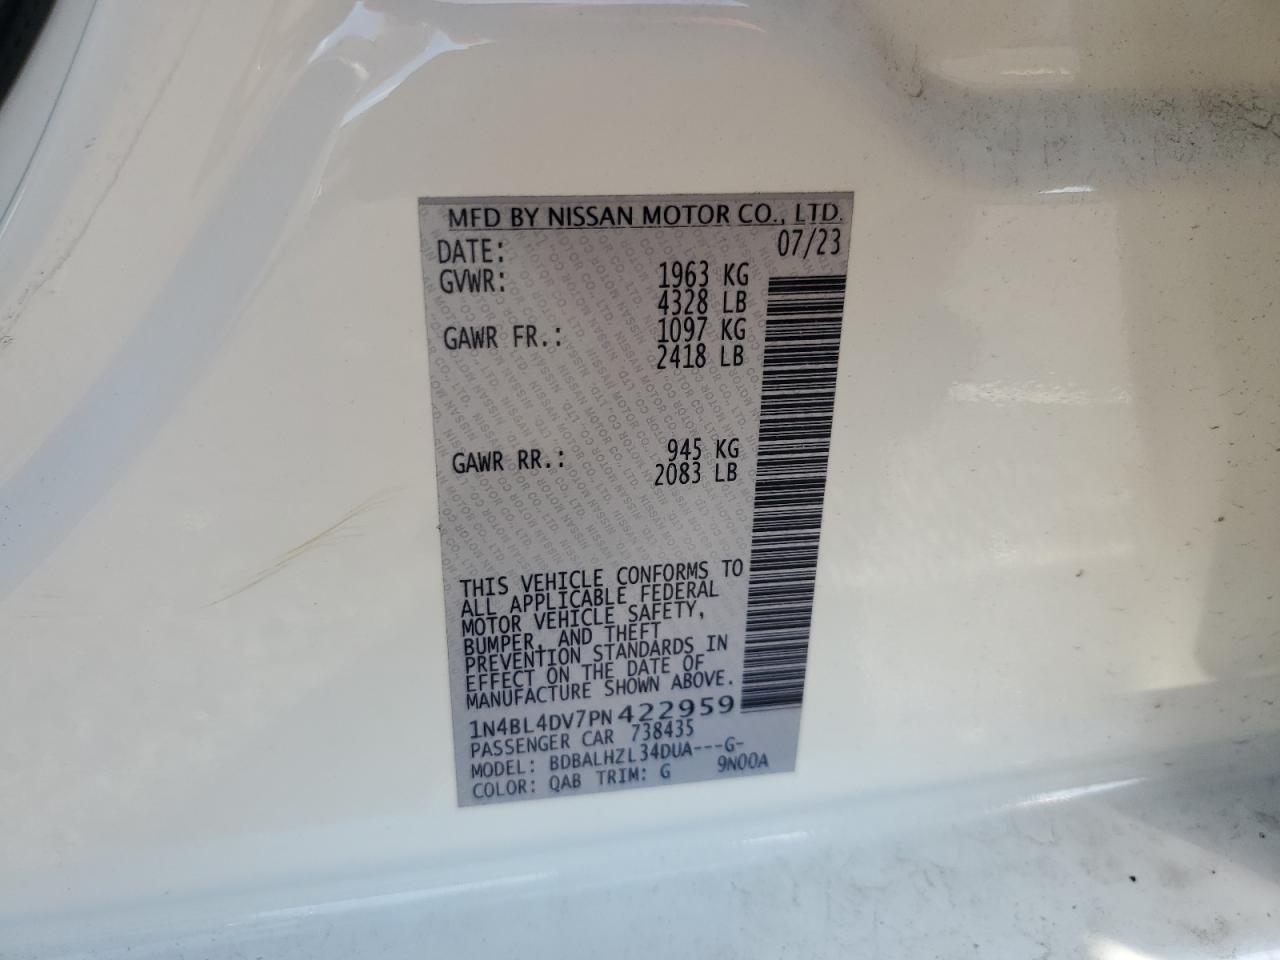 MFD BY NISSAN MOTOR CO., LTD.
DATE: 07/23
GVWR: 1963 KG
4328 LB
GAWR FR.: 1097 KG
2418 LB
GAWR RR.: 945 KG
2083 LB
THIS VEHICLE CONFORMS TO
ALL APPLICABLE FEDERAL
MOTOR VEHICLE SAFETY,
BUMPER, AND THEFT
PREVENTION STANDARDS IN
EFFECT ON THE DATE OF
MANUFACTURE SHOWN ABOVE.
1N4BL4DV7PN422959
PASSENGER CAR 738435
MODEL: BDBALHZL34DUA---G-
COLOR: QAB TRIM: G 9N00A